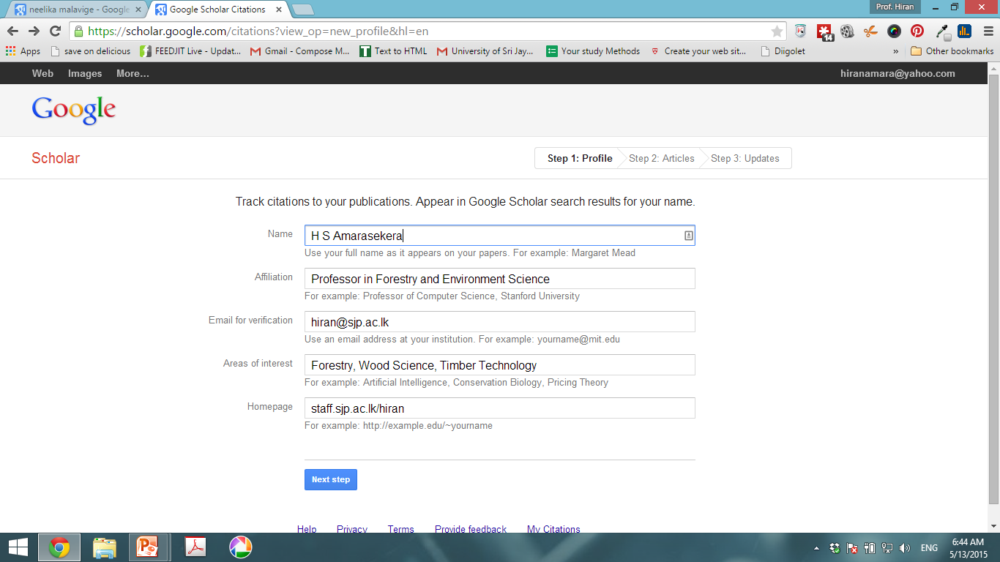 neelika malavige - Google
Google Scholar Citations
Prof. Hiran
https://scholar.google.com/citations?view_op=new_profile&hl=en
14
Apps save on delicious FEEDJIT Live - Updat... Gmail - Compose M... Text to HTML University of Sri Jay... Your study Methods Create your web sit... Diigolet » Other bookmarks
Web Images More... hiranamara@yahoo.com
Google
Scholar
Step 1: Profile Step 2: Articles Step 3: Updates
Track citations to your publications. Appear in Google Scholar search results for your name.
Name H S Amarasekera
Use your full name as it appears on your papers. For example: Margaret Mead
Affiliation Professor in Forestry and Environment Science
For example: Professor of Computer Science, Stanford University
Email for verification hiran@sjp.ac.lk
Use an email address at your institution. For example: yourname@mit.edu
Areas of interest Forestry, Wood Science, Timber Technology
For example: Artificial Intelligence, Conservation Biology, Pricing Theory
Homepage staff.sjp.ac.lk/hiran
For example: http://example.edu/~yourname
Next step
Help Privacy Terms Provide feedback My Citations
ENG 6:44 AM
5/13/2015